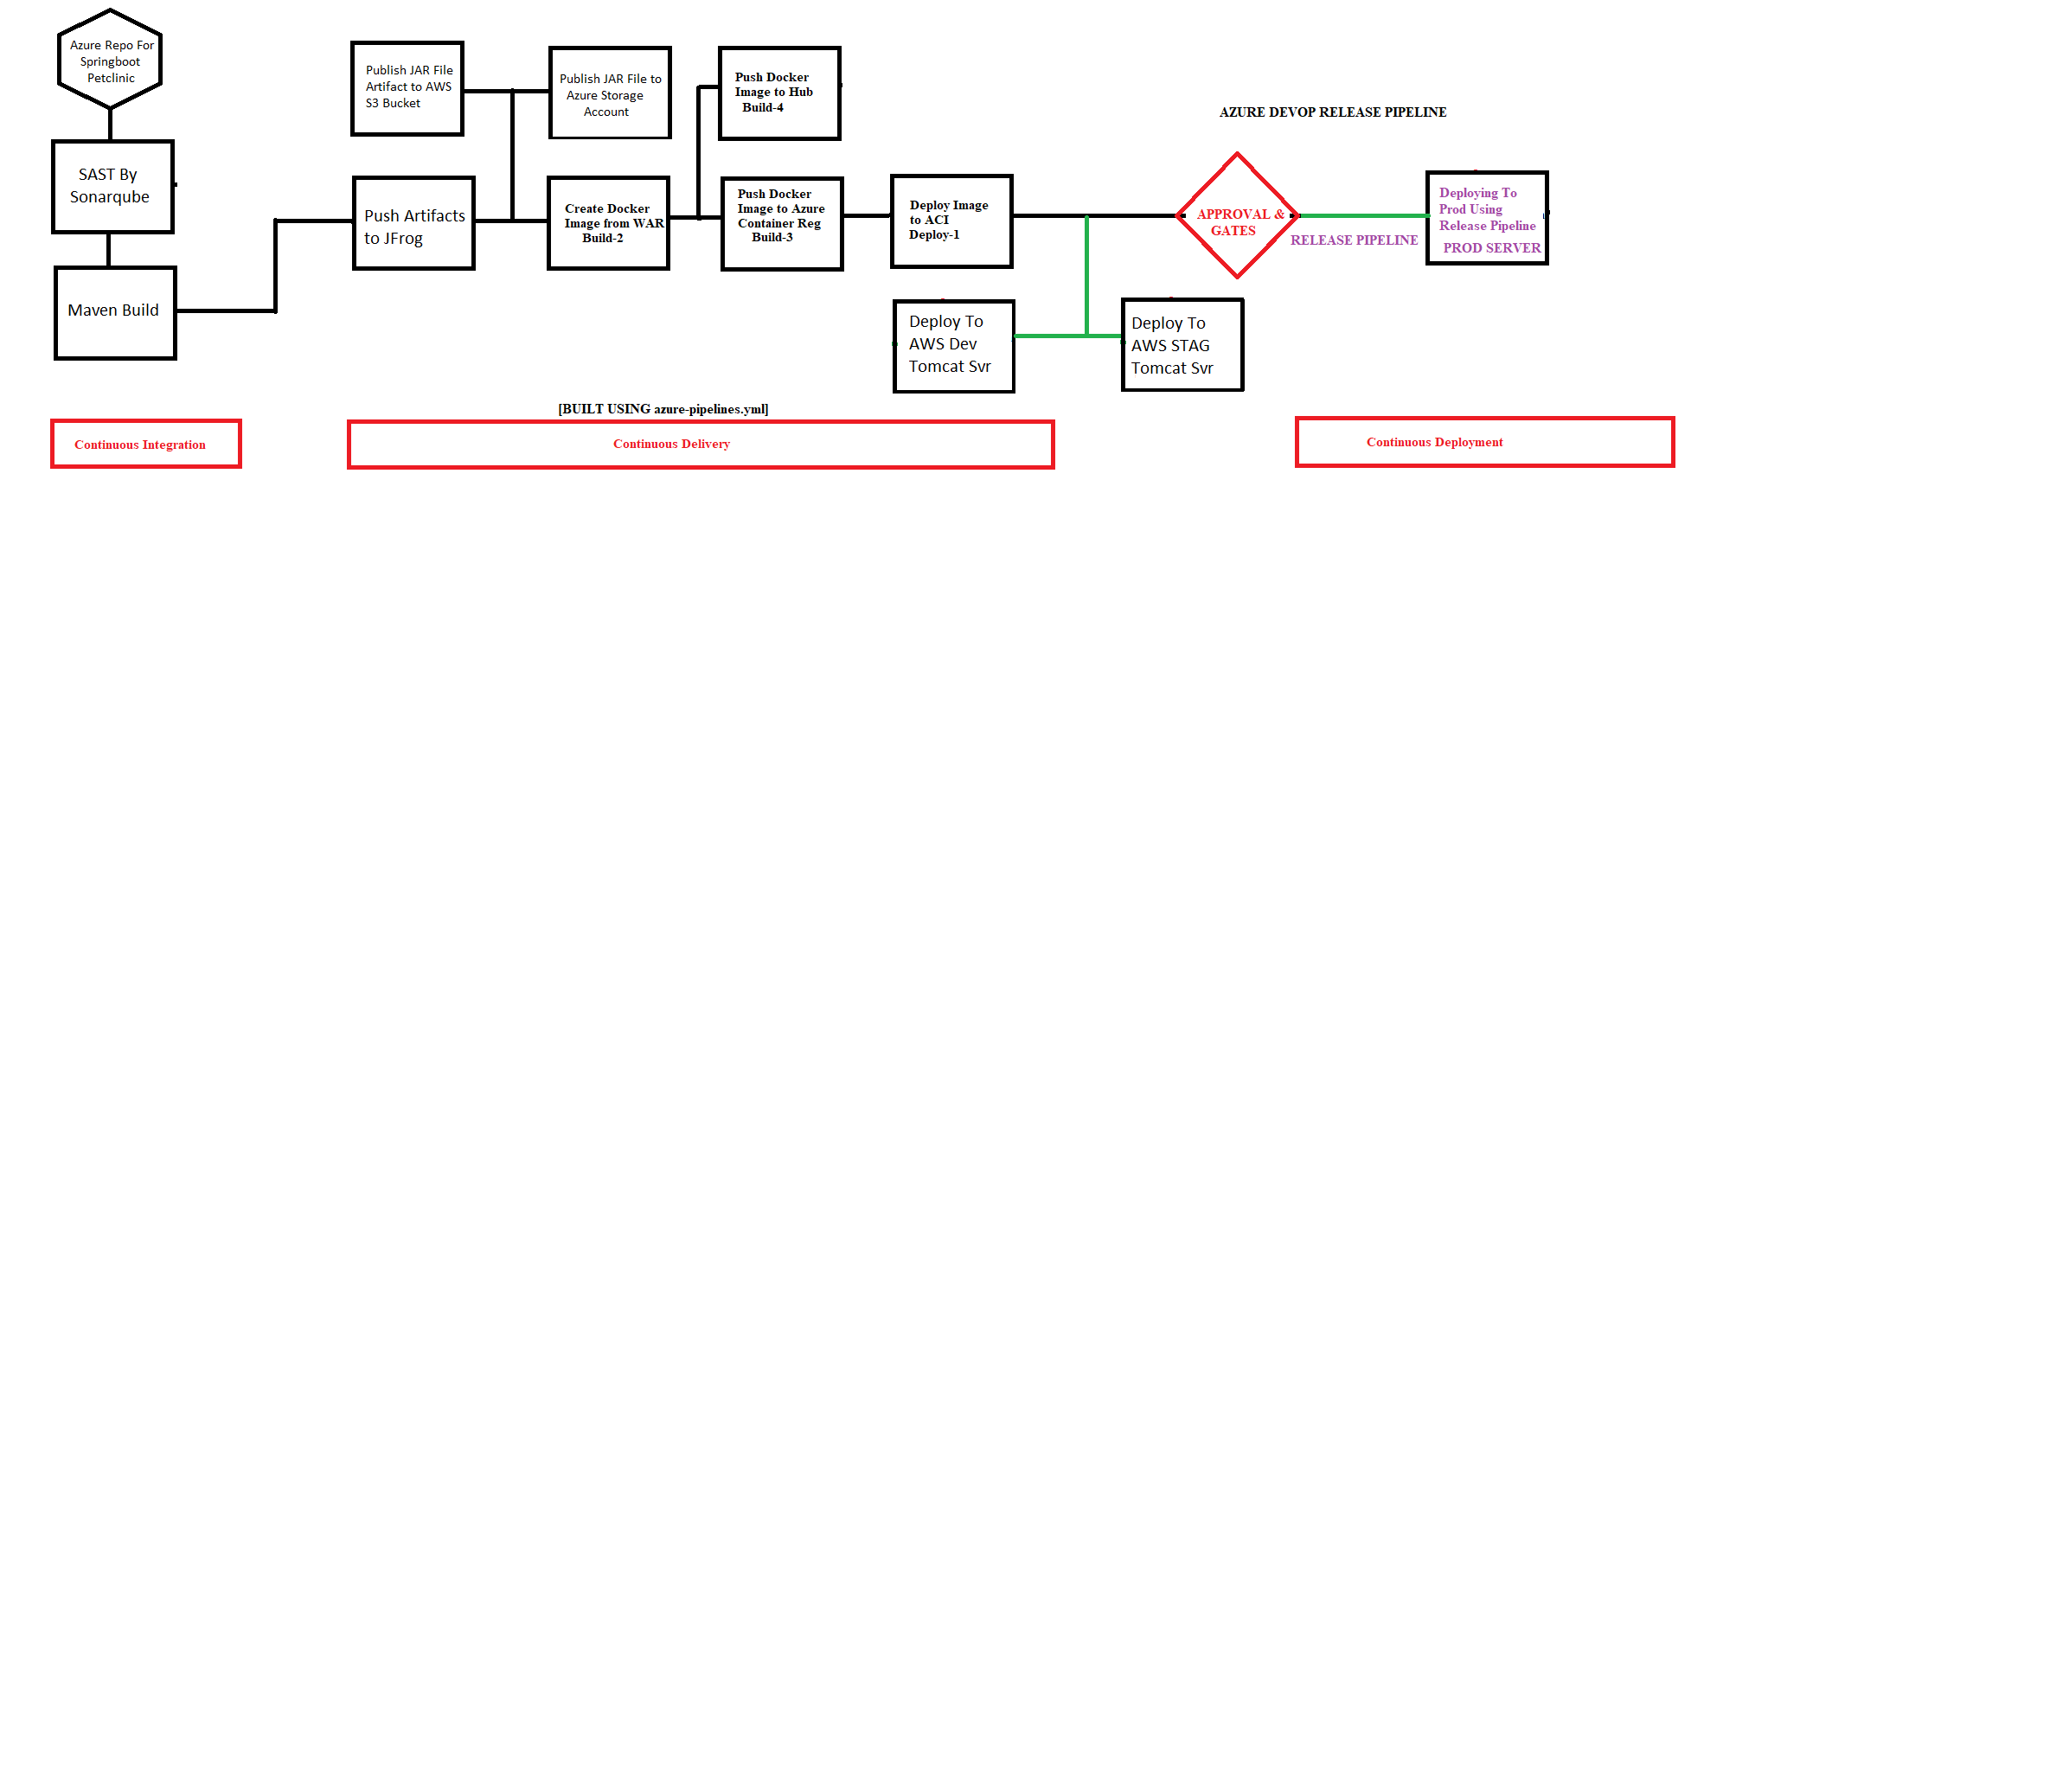 Azure Repo For
Springboot
Petclinic
SAST By
Sonarqube
Maven Build
Publish JAR File
Artifact to AWS
S3 Bucket
Publish JAR File to
Azure Storage
Account
Push Docker
Image to Hub
Build-4
Push Artifacts
to JFrog
Create Docker
Image from WAR
Build-2
Push Docker
Image to Azure
Container Reg
Build-3
Deploy Image
to ACI
Deploy-1
AZURE DEVOP RELEASE PIPELINE
APPROVAL &
GATES
RELEASE PIPELINE
Deploying To
Prod Using
Release Pipeline
PROD SERVER
Deploy To
AWS Dev
Tomcat Svr
Deploy To
AWS STAG
Tomcat Svr
[BUILT USING azure-pipelines.yml]
Continuous Integration
Continuous Delivery
Continuous Deployment